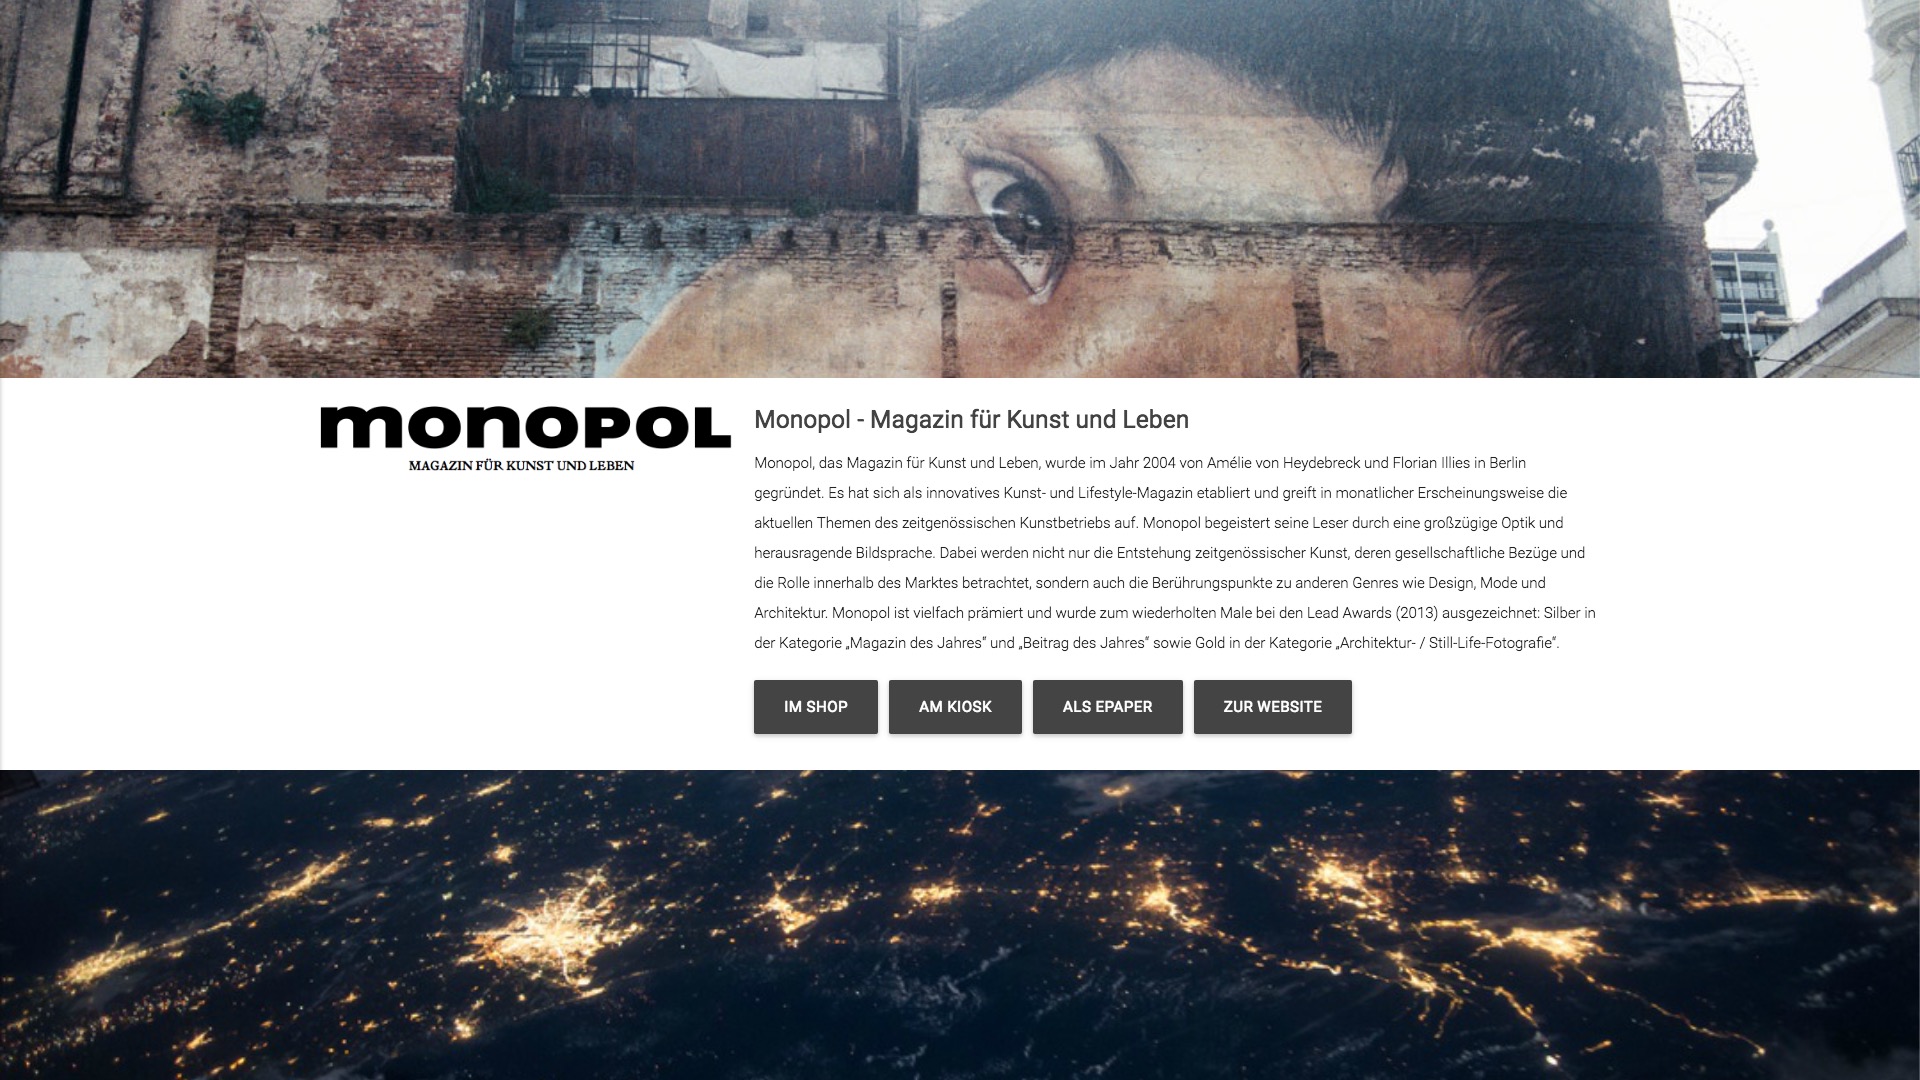 MONOPOL
MAGAZIN FÜR KUNST UND LEBEN
Monopol - Magazin für Kunst und Leben
Monopol, das Magazin für Kunst und Leben, wurde im Jahr 2004 von Amélie von Heydebreck und Florian Illies in Berlin
gegründet. Es hat sich als innovatives Kunst- und Lifestyle-Magazin etabliert und greift in monatlicher Erscheinungsweise die
aktuellen Themen des zeitgenössischen Kunstbetriebs auf. Monopol begeistert seine Leser durch eine großzügige Optik und
herausragende Bildsprache. Dabei werden nicht nur die Entstehung zeitgenössischer Kunst, deren gesellschaftliche Bezüge und
die Rolle innerhalb des Marktes betrachtet, sondern auch die Berührungspunkte zu anderen Genres wie Design, Mode und
Architektur. Monopol ist vielfach prämiert und wurde zum wiederholten Male bei den Lead Awards (2013) ausgezeichnet: Silber in
der Kategorie „Magazin des Jahres“ und „Beitrag des Jahres“ sowie Gold in der Kategorie „Architektur- / Still-Life-Fotografie“.
IM SHOP
AM KIOSK
ALS EPAPER
ZUR WEBSITE